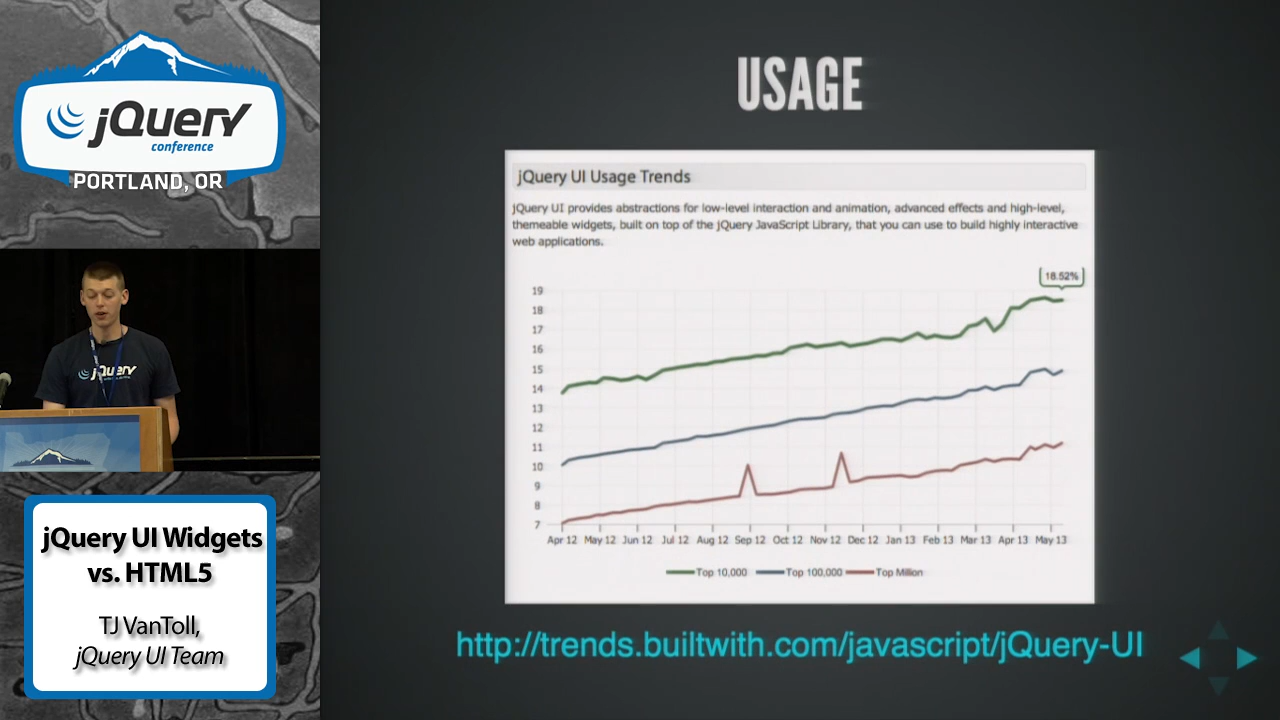 jQuery
conference
PORTLAND, OR
jQuery
jQuery UI Widgets
vs. HTML5
TJ VanToll,
jQuery UI Team
USAGE
jQuery UI Usage Trends
jQuery UI provides abstractions for low-level interaction and animation, advanced effects and high-level,
themeable widgets, built on top of the jQuery JavaScript Library, that you can use to build highly interactive
web applications.
18.52%
19
18
17
16
15
14
13
12
11
10
9
8
7
Apr 12 May 12 Jun 12 Jul 12 Aug 12 Sep 12 Oct 12 Nov 12 Dec 12 Jan 13 Feb 13 Mar 13 Apr 13 May 13
Top 10,000 Top 100,000 Top Million
http://trends.builtwith.com/javascript/jQuery-UI